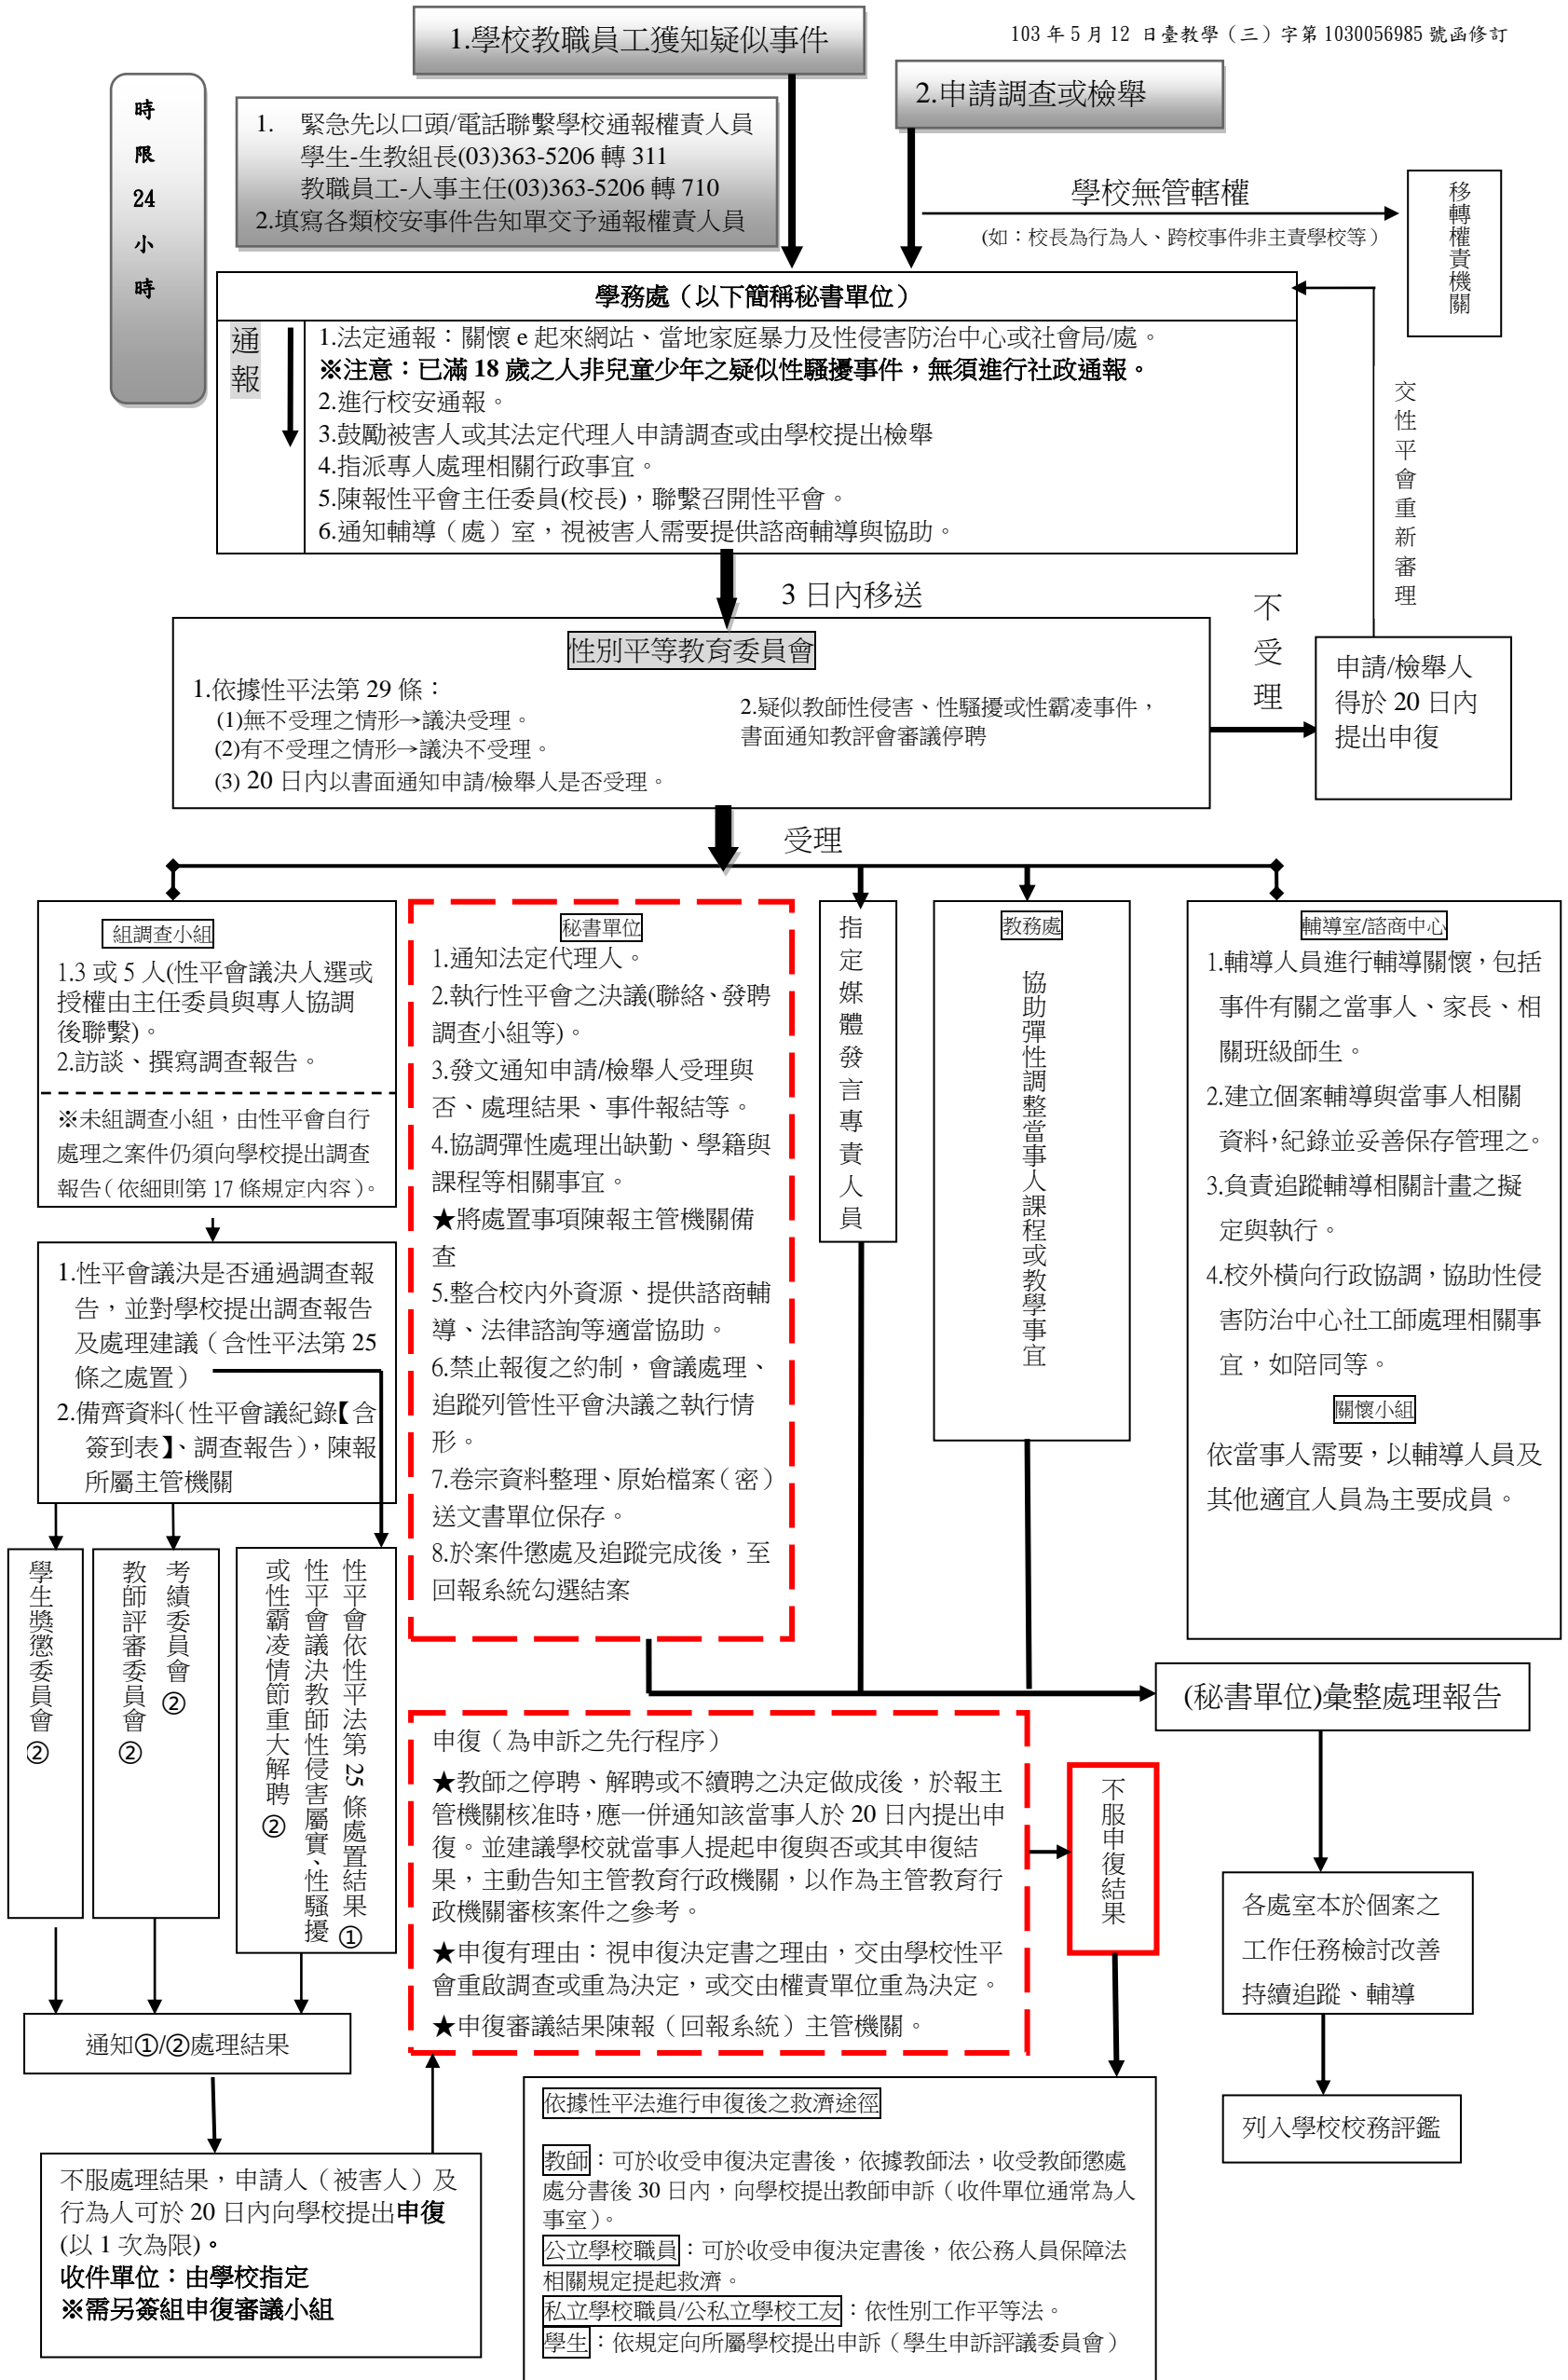 1.學校教職員工獲知疑似事件
103 年 5 月 12 日臺教學（三）字第 1030056985 號函修訂
2.申請調查或檢舉
時
限
24
小
時
1. 緊急先以口頭/電話聯繫學校通報權責人員
學生-生教組長(03)363-5206 轉 311
教職員工-人事主任(03)363-5206 轉 710
2.填寫各類校安事件告知單交予通報權責人員
學校無管轄權
(如：校長為行為人、跨校事件非主責學校等）
移轉權責機關
學務處（以下簡稱秘書單位）
通
報
1.法定通報：關懷 e 起來網站、當地家庭暴力及性侵害防治中心或社會局/處。
※注意：已滿 18 歲之人非兒童少年之疑似性騷擾事件，無須進行社政通報。
2.進行校安通報。
3.鼓勵被害人或其法定代理人申請調查或由學校提出檢舉
4.指派專人處理相關行政事宜。
5.陳報性平會主任委員(校長)，聯繫召開性平會。
6.通知輔導（處）室，視被害人需要提供諮商輔導與協助。
交性平會重新審理
3 日內移送
性別平等教育委員會
1.依據性平法第 29 條：
(1)無不受理之情形→議決受理。
(2)有不受理之情形→議決不受理。
(3) 20 日內以書面通知申請/檢舉人是否受理。
2.疑似教師性侵害、性騷擾或性霸凌事件，
書面通知教評會審議停聘
不受理
申請/檢舉人
得於 20 日內
提出申復
受理
組調查小組
1.3 或 5 人(性平會議決人選或
授權由主任委員與專人協調
後聯繫)。
2.訪談、撰寫調查報告。
※未組調查小組，由性平會自行
處理之案件仍須向學校提出調查
報告（依細則第 17 條規定內容）。
秘書單位
1.通知法定代理人。
2.執行性平會之決議(聯絡、發聘
調查小組等)。
3.發文通知申請/檢舉人受理與
否、處理結果、事件報結等。
4.協調彈性處理出缺勤、學籍與
課程等相關事宜。
★將處置事項陳報主管機關備
查
5.整合校內外資源、提供諮商輔
導、法律諮詢等適當協助。
6.禁止報復之約制，會議處理、
追蹤列管性平會決議之執行情
形。
7.卷宗資料整理、原始檔案（密）
送文書單位保存。
8.於案件懲處及追蹤完成後，至
回報系統勾選結案
指定媒體發言專責人員
教務處
協助彈性調整當事人課程或教學事宜
輔導室/諮商中心
1.輔導人員進行輔導關懷，包括
事件有關之當事人、家長、相
關班級師生。
2.建立個案輔導與當事人相關
資料，紀錄並妥善保存管理之。
3.負責追蹤輔導相關計畫之擬
定與執行。
4.校外橫向行政協調，協助性侵
害防治中心社工師處理相關事
宜，如陪同等。
關懷小組
依當事人需要，以輔導人員及
其他適宜人員為主要成員。
1.性平會議決是否通過調查報
告，並對學校提出調查報告
及處理建議（含性平法第 25
條之處置）
2.備齊資料（性平會議紀錄【含
簽到表】、調查報告），陳報
所屬主管機關
學生獎懲委員會②
考績委員會②
教師評審委員會②
性平會依性平法第 25 條處置結果①
性平會議決教師性侵害屬實、性騷擾
或性霸凌情節重大解聘②
(秘書單位)彙整處理報告
申復（為申訴之先行程序）
★教師之停聘、解聘或不續聘之決定做成後，於報主
管機關核准時，應一併通知該當事人於 20 日內提出申
復。並建議學校就當事人提起申復與否或其申復結
果，主動告知主管教育行政機關，以作為主管教育行
政機關審核案件之參考。
★申復有理由：視申復決定書之理由，交由學校性平
會重啟調查或重為決定，或交由權責單位重為決定。
★申復審議結果陳報（回報系統）主管機關。
不服申復結果
各處室本於個案之
工作任務檢討改善
持續追蹤、輔導
通知①/②處理結果
列入學校校務評鑑
不服處理結果，申請人（被害人）及
行為人可於 20 日內向學校提出申復
(以 1 次為限)。
收件單位：由學校指定
※需另簽組申復審議小組
依據性平法進行申復後之救濟途徑
教師：可於收受申復決定書後，依據教師法，收受教師懲處
處分書後 30 日內，向學校提出教師申訴（收件單位通常為人
事室）。
公立學校職員：可於收受申復決定書後，依公務人員保障法
相關規定提起救濟。
私立學校職員/公私立學校工友：依性別工作平等法。
學生：依規定向所屬學校提出申訴（學生申訴評議委員會）